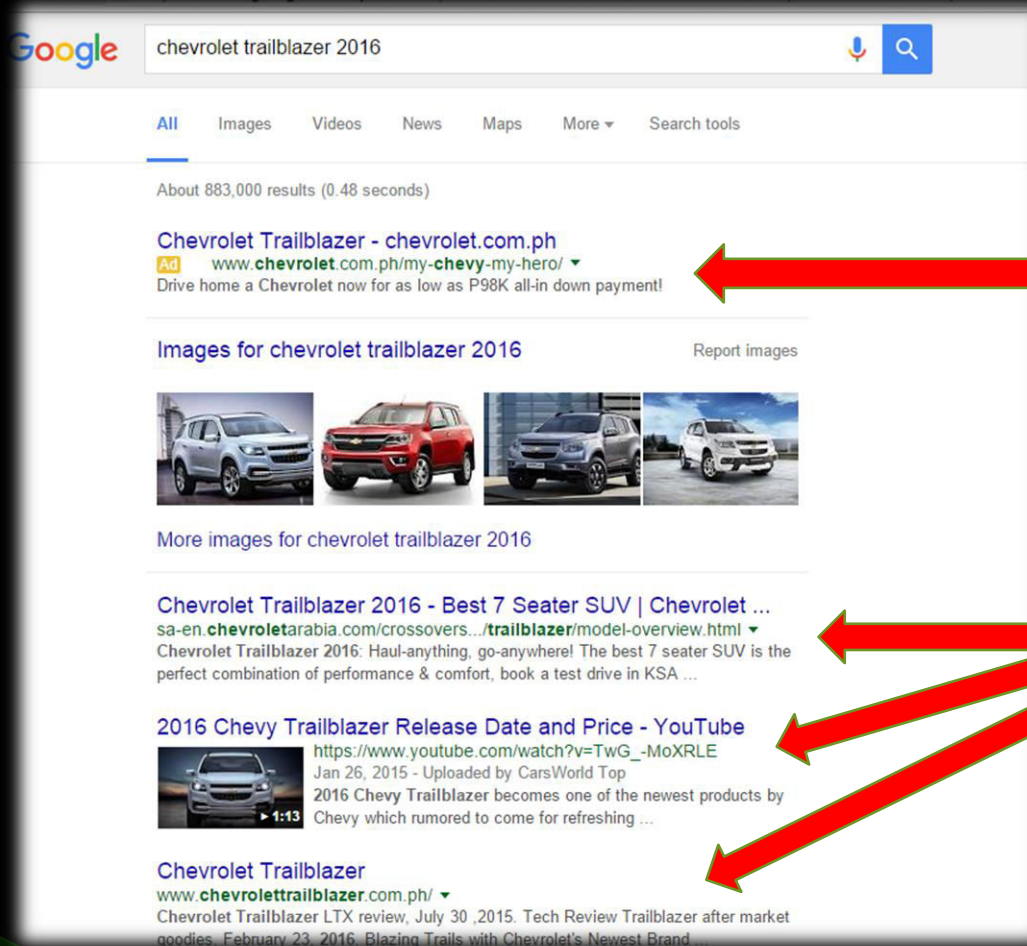 Google
chevrolet trailblazer 2016
All Images Videos News Maps More Search tools
About 883,000 results (0.48 seconds)
Chevrolet Trailblazer - chevrolet.com.ph
Ad www.chevrolet.com.ph/my-chevy-my-hero/
Drive home a Chevrolet now for as low as P98K all-in down payment!
Images for chevrolet trailblazer 2016 Report images
More images for chevrolet trailblazer 2016
Chevrolet Trailblazer 2016 - Best 7 Seater SUV | Chevrolet ...
sa-en.chevroletarabia.com/crossovers.../trailblazer/model-overview.html
Chevrolet Trailblazer 2016: Haul-anything, go-anywhere! The best 7 seater SUV is the
perfect combination of performance & comfort, book a test drive in KSA ...
2016 Chevy Trailblazer Release Date and Price - YouTube
https://www.youtube.com/watch?v=TwG_-MoXRLE
Jan 26, 2015 - Uploaded by CarsWorld Top
2016 Chevy Trailblazer becomes one of the newest products by
1:13 Chevy which rumored to come for refreshing ...
Chevrolet Trailblazer
www.chevrolettrailblazer.com.ph/
Chevrolet Trailblazer LTX review, July 30 ,2015. Tech Review Trailblazer after market
goodies, February 23, 2016. Blazing Trails with Chevrolet's Newest Brand ...